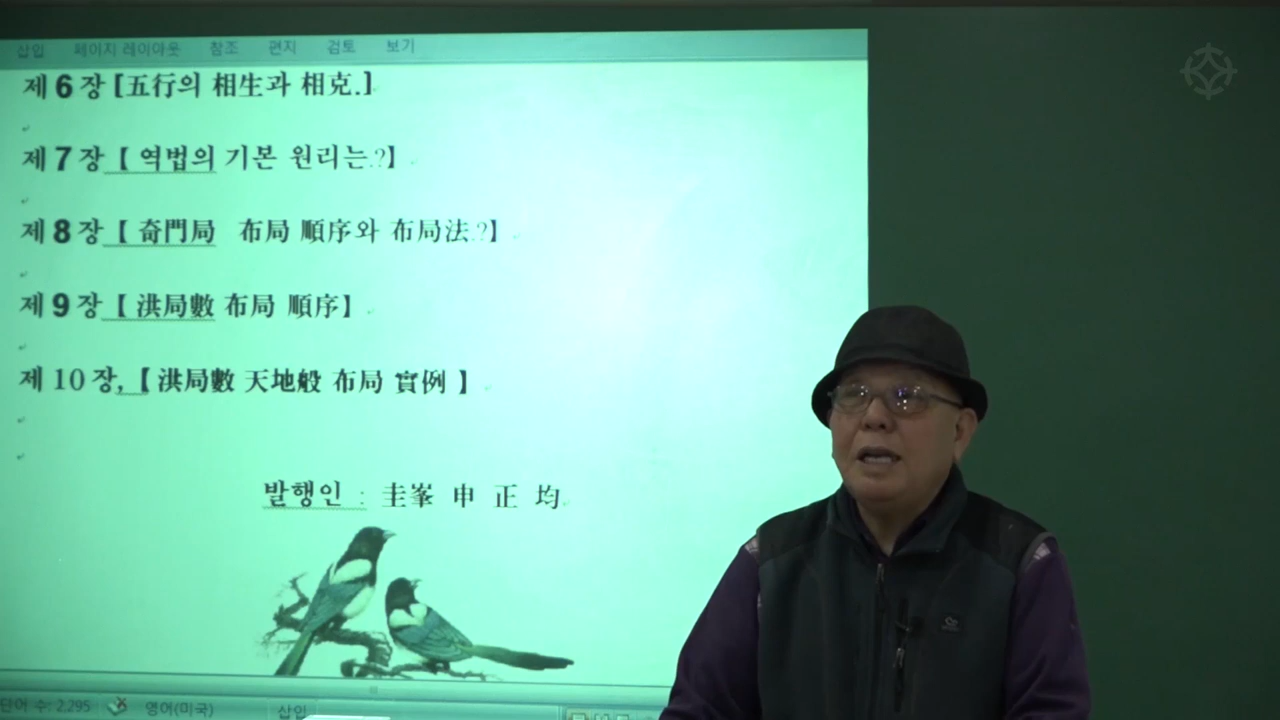 삽입 페이지 레이아웃 참조 편지 검토 보기
제 6 장 [五行의 相生과 相克.]
제 7 장 【 역법의 기본 원리는.?】
제 8 장 【 奇門局 布局 順序와 布局法.?】
제 9 장 【 洪局數 布局 順序】
제 10 장, 【 洪局數 天地般 布局 實例 】
발행인 : 圭峯 申 正 均
단어 수: 2,295 영어(미국) 삽입